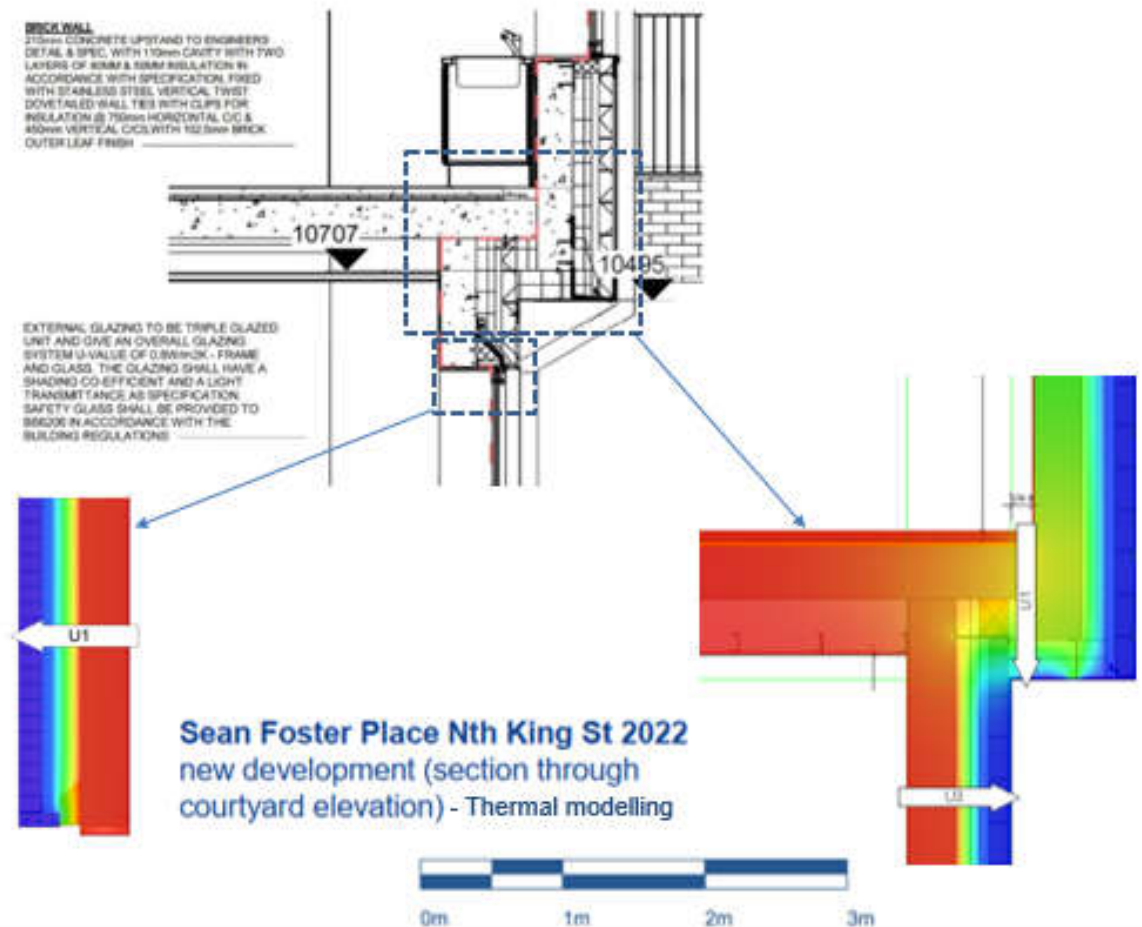 BRICK WALL
210mm CONCRETE UPSTAND TO ENGINEERS
DETAIL & SPEC, WITH 110mm CAVITY WITH TWO
LAYERS OF 60MM & 50MM INSULATION IN
ACCORDANCE WITH SPECIFICATION, FIXED
WITH STAINLESS STEEL VERTICAL TWIST
DOVETAILED WALL TIES WITH CLIPS FOR
INSULATION @ 750mm HORIZONTAL C/C &
450mm VERTICAL C/CS WITH 102.5mm BRICK
OUTER LEAF FINISH
10707
10495
EXTERNAL GLAZING TO BE TRIPLE GLAZED
UNIT AND GIVE AN OVERALL GLAZING
SYSTEM U-VALUE OF 0.8W/m2K - FRAME
AND GLASS. THE GLAZING SHALL HAVE A
SHADING CO-EFFICIENT AND A LIGHT
TRANSMITTANCE AS SPECIFICATION.
SAFETY GLASS SHALL BE PROVIDED TO
BS6206 IN ACCORDANCE WITH THE
BUILDING REGULATIONS
U1
U1
U2
Sean Foster Place Nth King St 2022
new development (section through
courtyard elevation) - Thermal modelling
0m 1m 2m 3m